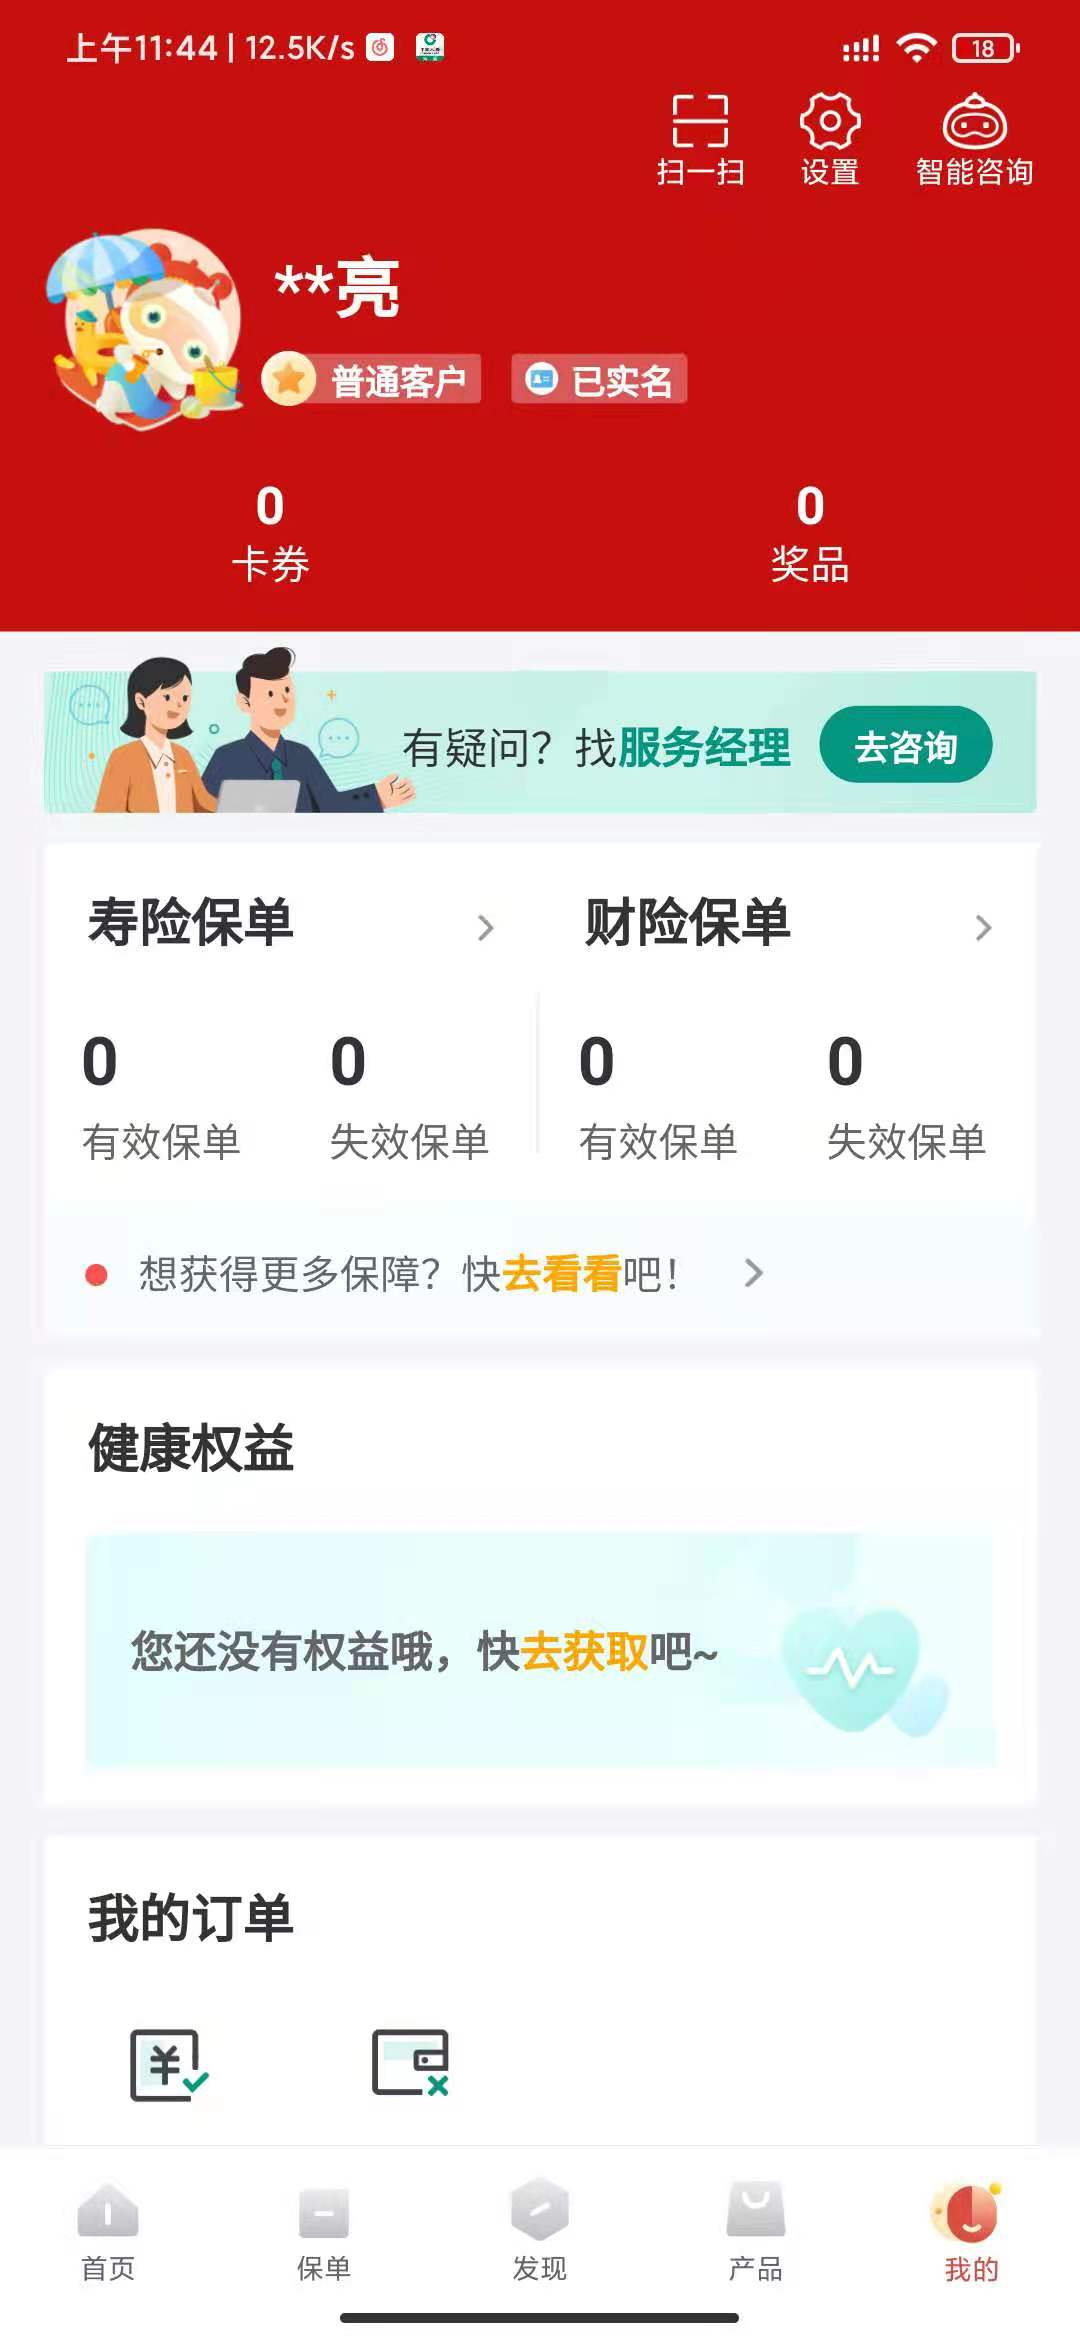 上午11:44 | 12.5K/s
18
扫一扫 设置 智能咨询
**亮
普通客户 已实名
0 0
卡券 奖品
有疑问？找服务经理 去咨询
寿险保单 财险保单
0 0 0 0
有效保单 失效保单 有效保单 失效保单
想获得更多保障？快去看看吧！
健康权益
您还没有权益哦，快去获取吧~
我的订单
首页 保单 发现 产品 我的